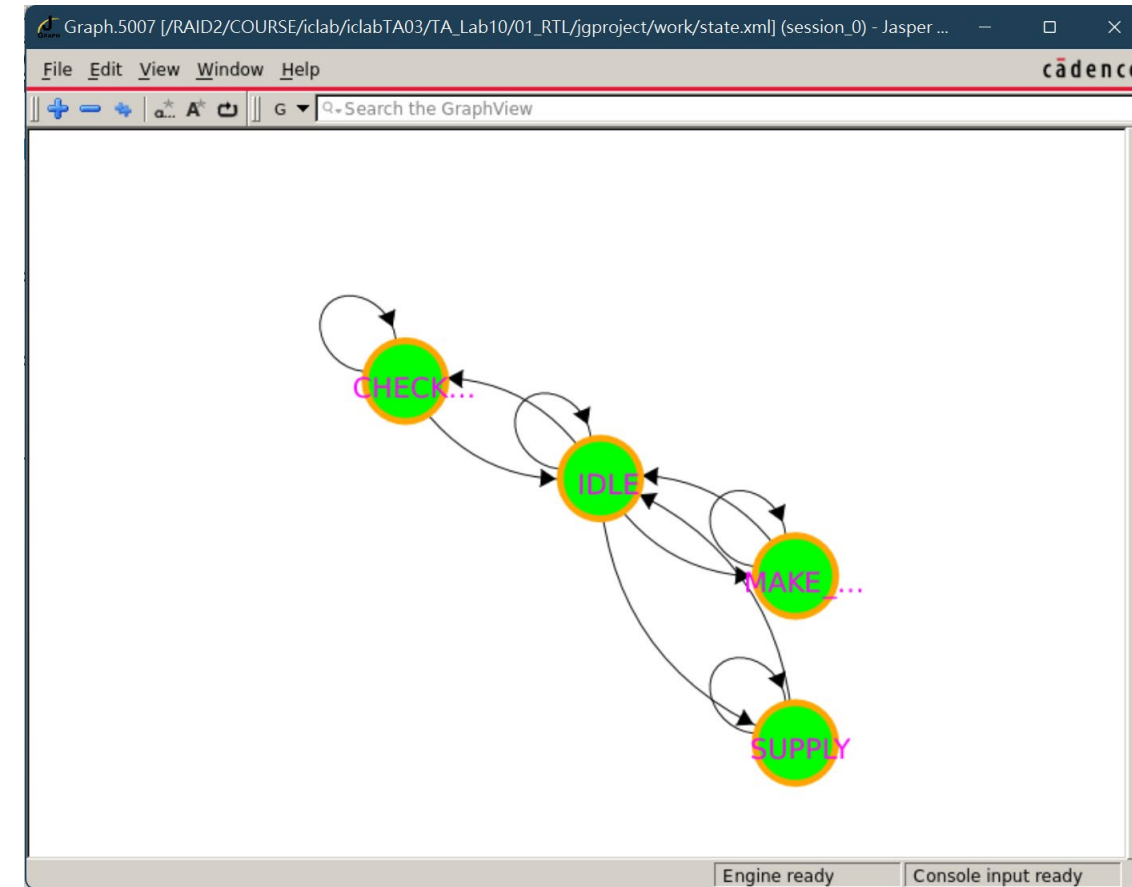 Graph.5007 [/RAID2/COURSE/iclab/iclabTA03/TA_Lab10/01_RTL/jgproject/work/state.xml] (session_0) - Jasper ...
File Edit View Window Help
cādenc
a... A G Search the GraphView
CHECK...
IDLE
MAKE_...
SUPPLY
Engine ready Console input ready